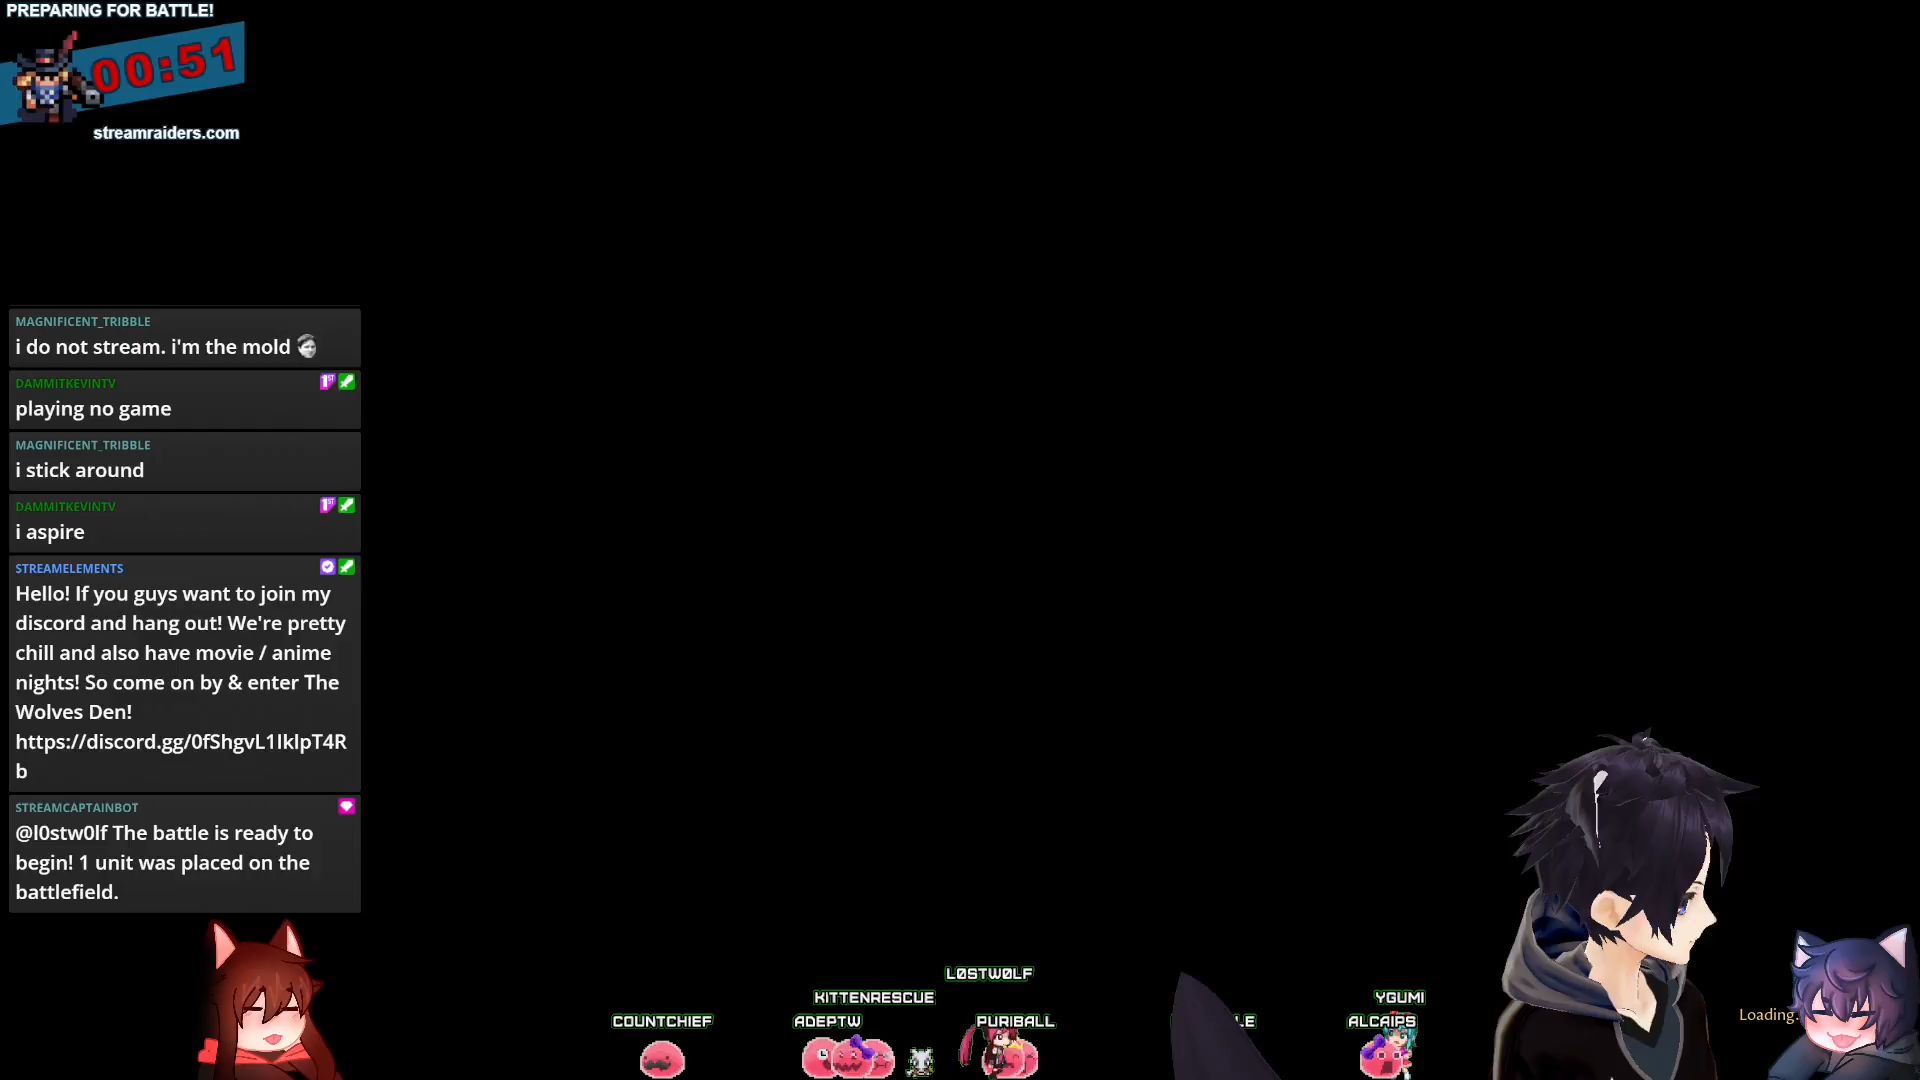 PREPARING FOR BATTLE!
00:51
streamraiders.com
MAGNIFICENT_TRIBBLE
i do not stream. i'm the mold
DAMMITKEVINTV
playing no game
MAGNIFICENT_TRIBBLE
i stick around
DAMMITKEVINTV
i aspire
STREAMELEMENTS
Hello! If you guys want to join my
discord and hang out! We're pretty
chill and also have movie / anime
nights! So come on by & enter The
Wolves Den!
https://discord.gg/0fShgvL1IklpT4R
b
STREAMCAPTAINBOT
@l0stw0lf The battle is ready to
begin! 1 unit was placed on the
battlefield.
L0STW0LF
KITTENRESCUE
YGUMI
COUNTCHIEF
ADEPTW
PURIBALL
LE
ALCAIPS
Loading.